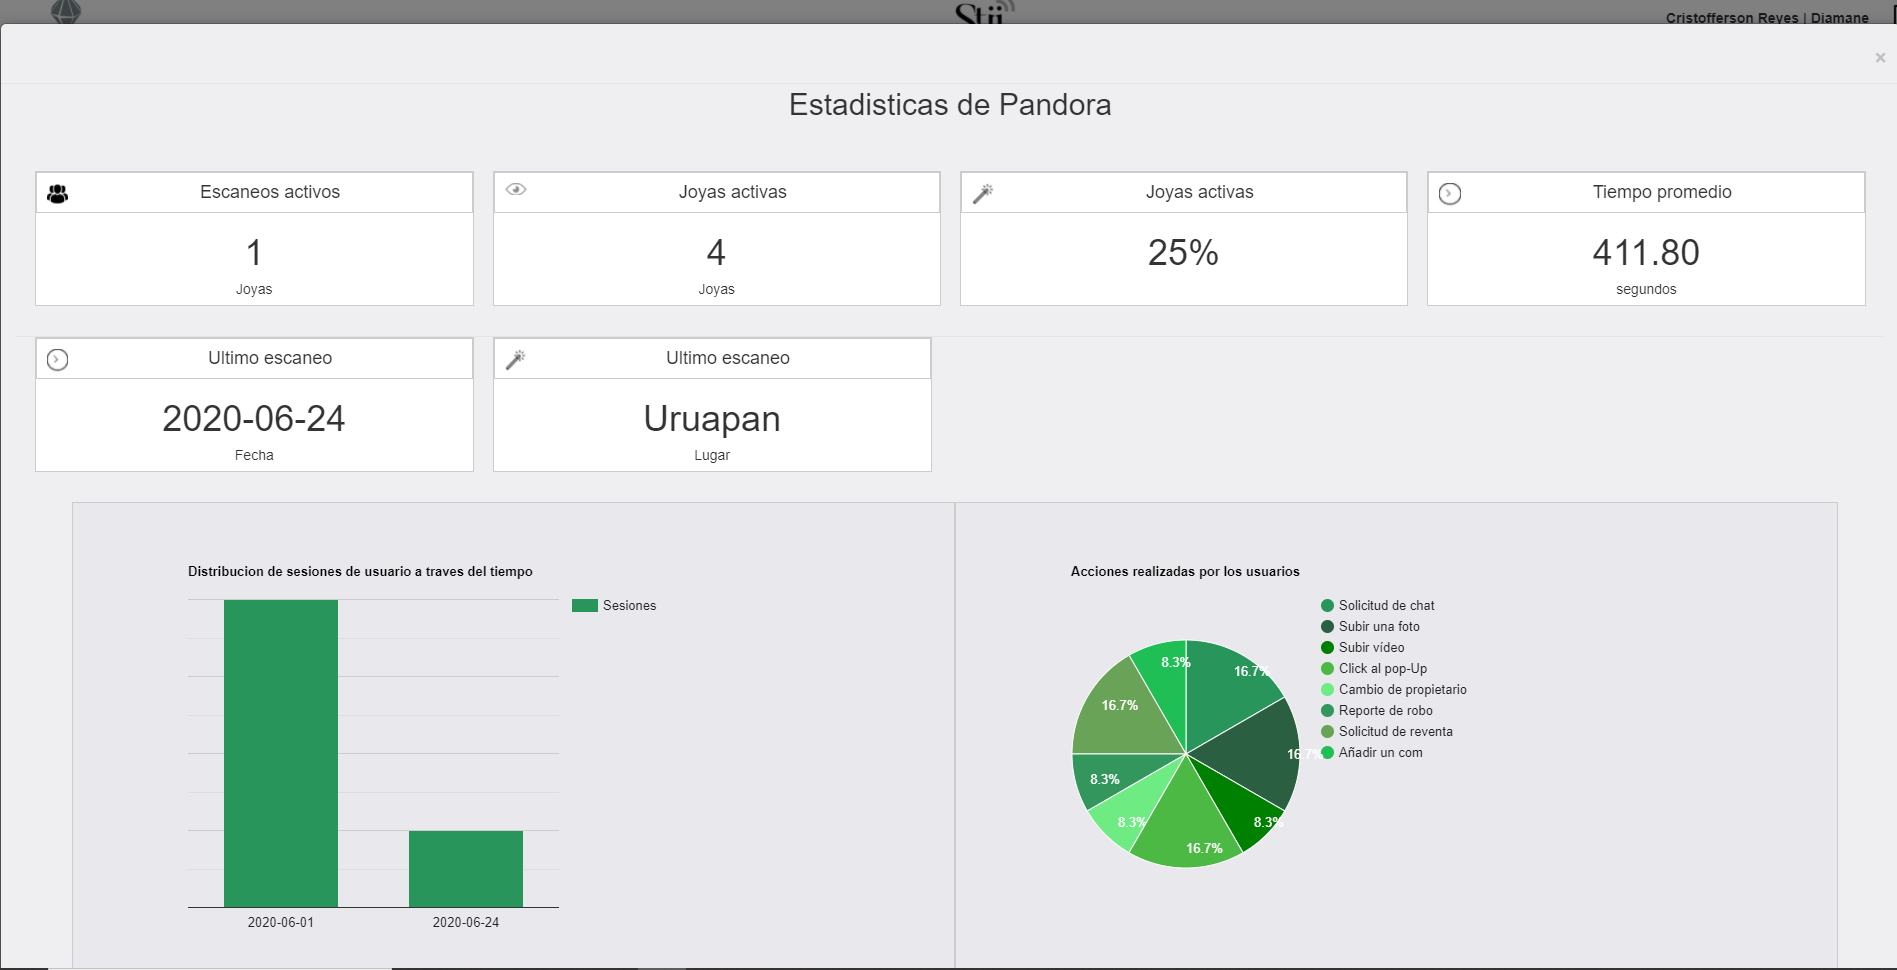 Stii
Cristofferson Reyes | Diamane
×
Estadisticas de Pandora
Escaneos activos
1
Joyas
Joyas activas
4
Joyas
Joyas activas
25%
Tiempo promedio
411.80
segundos
Ultimo escaneo
2020-06-24
Fecha
Ultimo escaneo
Uruapan
Lugar
Distribucion de sesiones de usuario a traves del tiempo
Sesiones
2020-06-01
2020-06-24
Acciones realizadas por los usuarios
Solicitud de chat
Subir una foto
Subir vídeo
Click al pop-Up
Cambio de propietario
Reporte de robo
Solicitud de reventa
Añadir un com
16.7%
16.7%
8.3%
16.7%
8.3%
8.3%
16.7%
8.3%